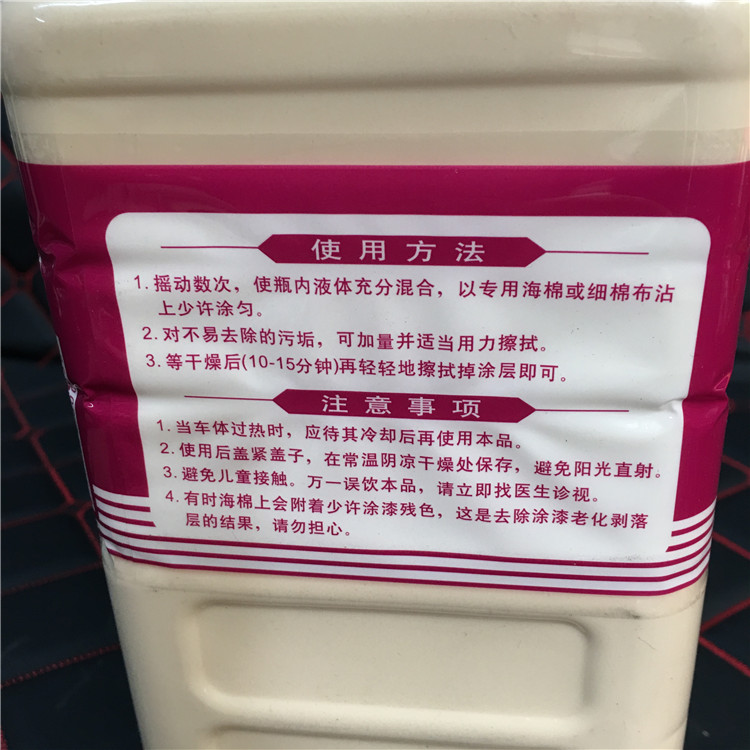 使用方法
1. 摇动数次，使瓶内液体充分混合，以专用海棉或细棉布沾
上少许涂匀。
2. 对不易去除的污垢，可加量并适当用力擦拭。
3. 等干燥后(10-15分钟)再轻轻地擦拭掉涂层即可。
注意事项
1. 当车体过热时，应待其冷却后再使用本品。
2. 使用后盖紧盖子，在常温阴凉干燥处保存，避免阳光直射。
3. 避免儿童接触。万一误饮本品，请立即找医生诊视。
4. 有时海棉上会附着少许涂漆残色，这是去除涂漆老化剥落
层的结果，请勿担心。